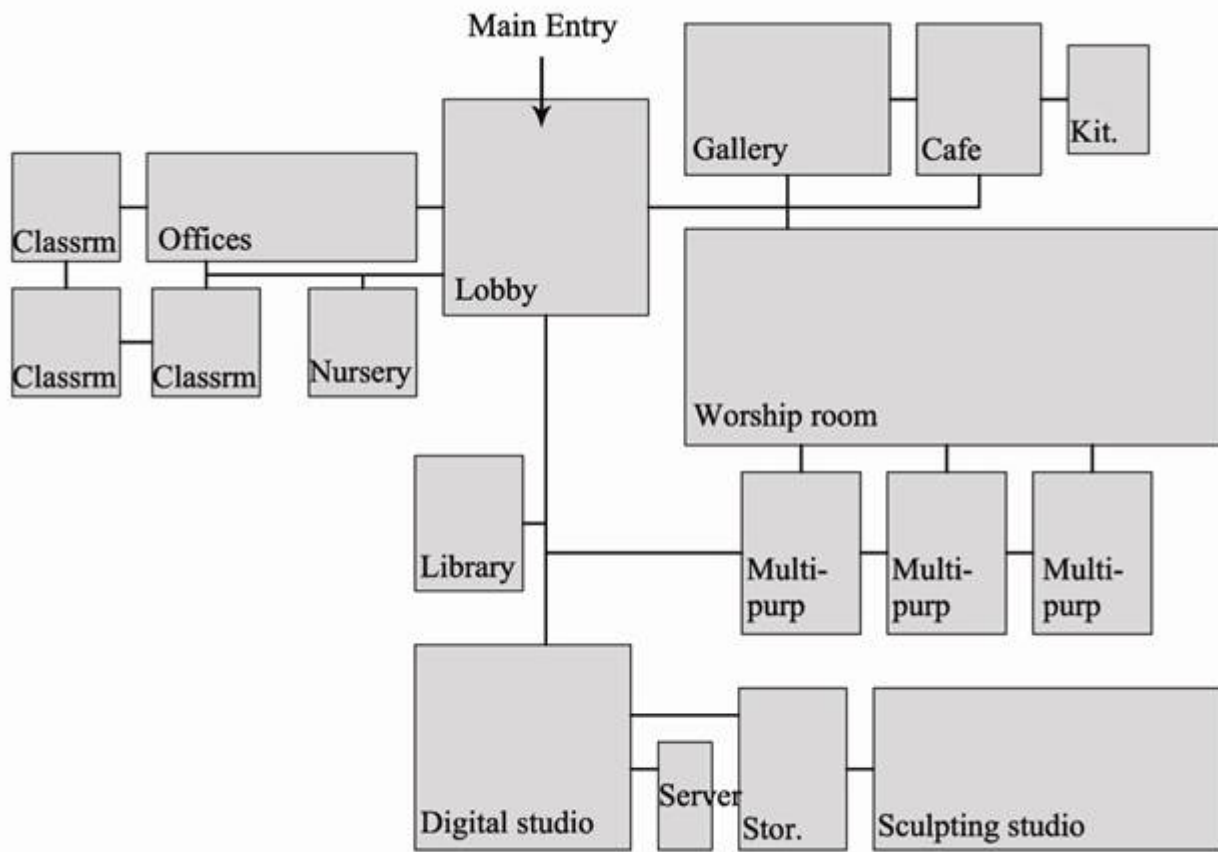 Main Entry
Gallery
Cafe
Kit.
Classrm
Offices
Lobby
Classrm
Classrm
Nursery
Worship room
Library
Multi-
purp
Multi-
purp
Multi-
purp
Digital studio
Server
Stor.
Sculpting studio